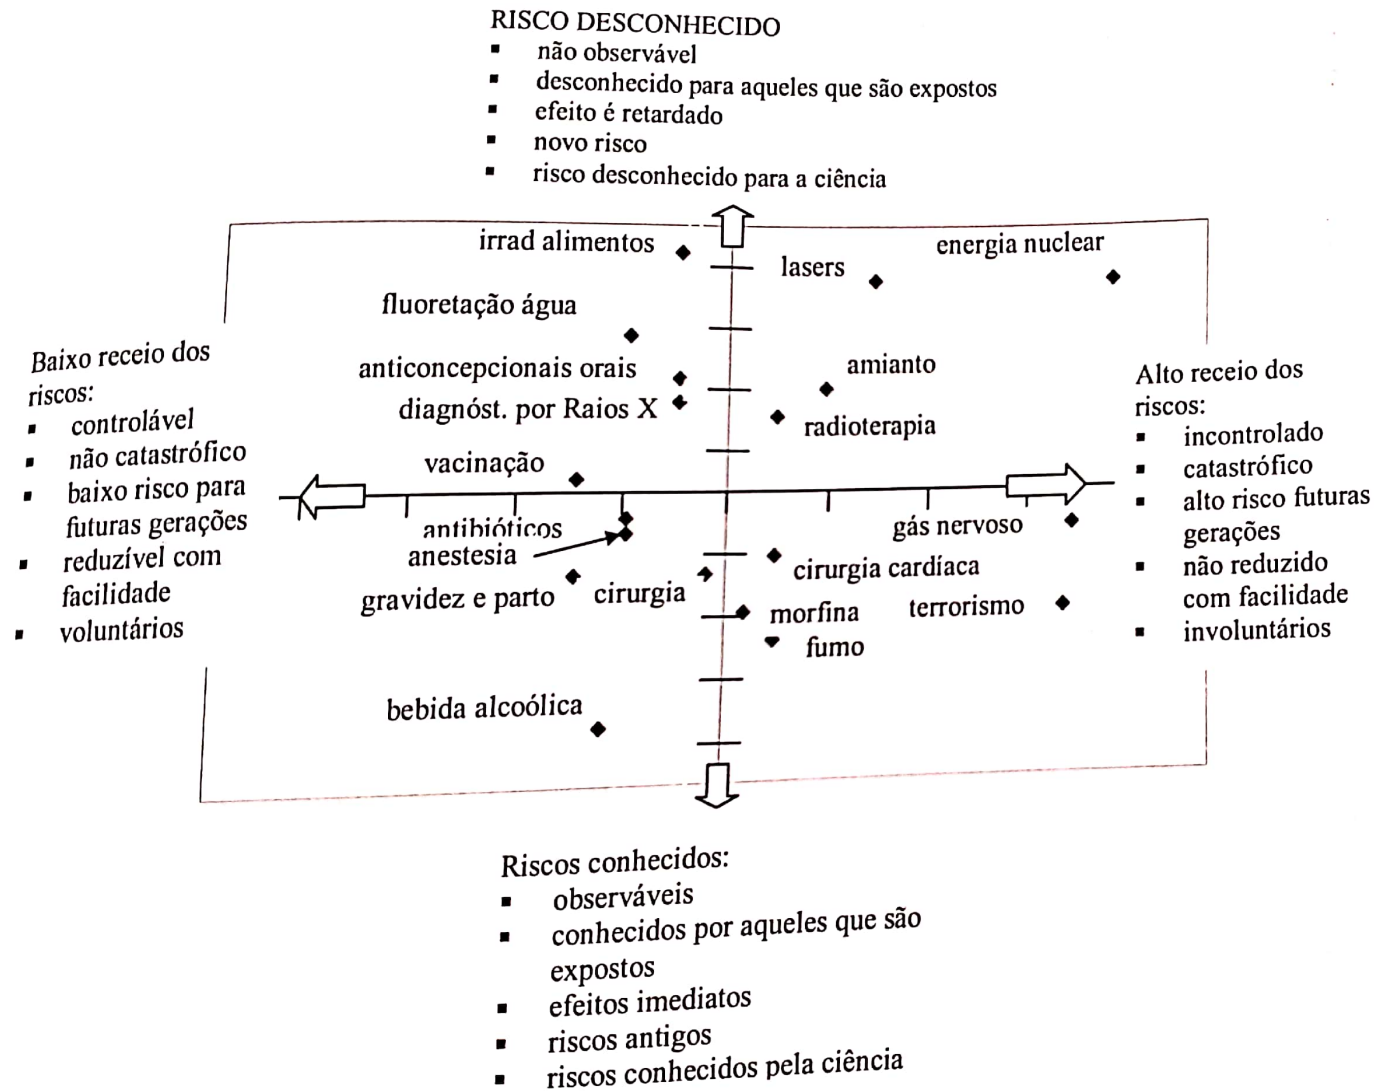 RISCO DESCONHECIDO
▪ não observável
▪ desconhecido para aqueles que são expostos
▪ efeito é retardado
▪ novo risco
▪ risco desconhecido para a ciência
irrad alimentos
lasers
energia nuclear
fluoretação água
anticoncepcionais orais
amianto
diagnóst. por Raios X
radioterapia
vacinação
Baixo receio dos
riscos:
▪ controlável
▪ não catastrófico
▪ baixo risco para
futuras gerações
▪ reduzível com
facilidade
▪ voluntários
Alto receio dos
riscos:
▪ incontrolado
▪ catastrófico
▪ alto risco futuras
gerações
▪ não reduzido
com facilidade
▪ involuntários
antibióticos
gás nervoso
anestesia
cirurgia cardíaca
gravidez e parto
cirurgia
morfina
terrorismo
fumo
bebida alcoólica
Riscos conhecidos:
▪ observáveis
▪ conhecidos por aqueles que são
expostos
▪ efeitos imediatos
▪ riscos antigos
▪ riscos conhecidos pela ciência